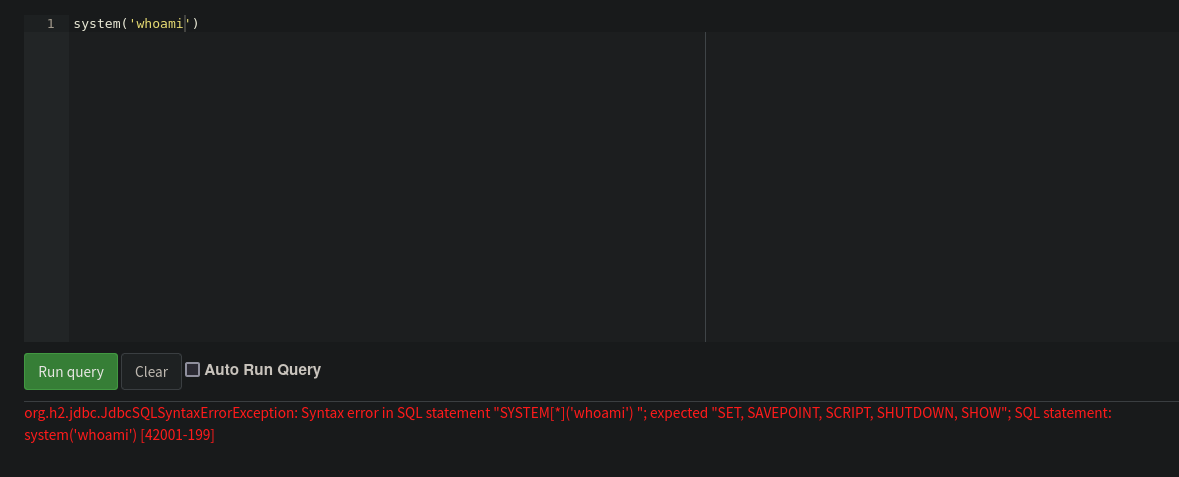 1 system('whoami')
Run query Clear Auto Run Query
org.h2.jdbc.JdbcSQLSyntaxErrorException: Syntax error in SQL statement "SYSTEM[*]('whoami') "; expected "SET, SAVEPOINT, SCRIPT, SHUTDOWN, SHOW"; SQL statement:
system('whoami') [42001-199]